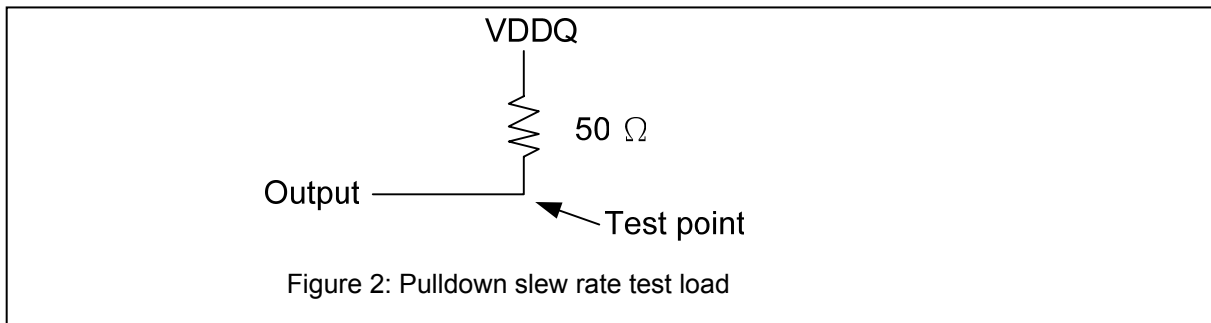 VDDQ
50 Ω
Output
Test point
Figure 2: Pulldown slew rate test load